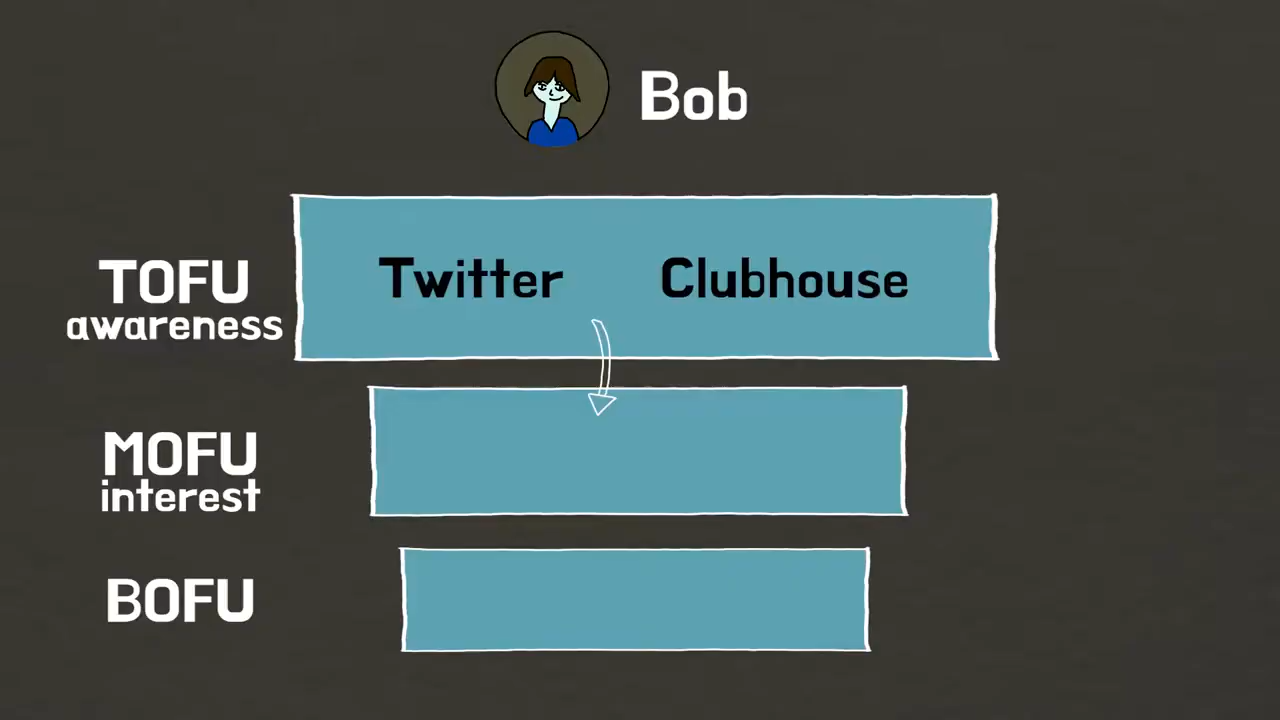 Bob
Twitter Clubhouse
TOFU
awareness
MOFU
interest
BOFU